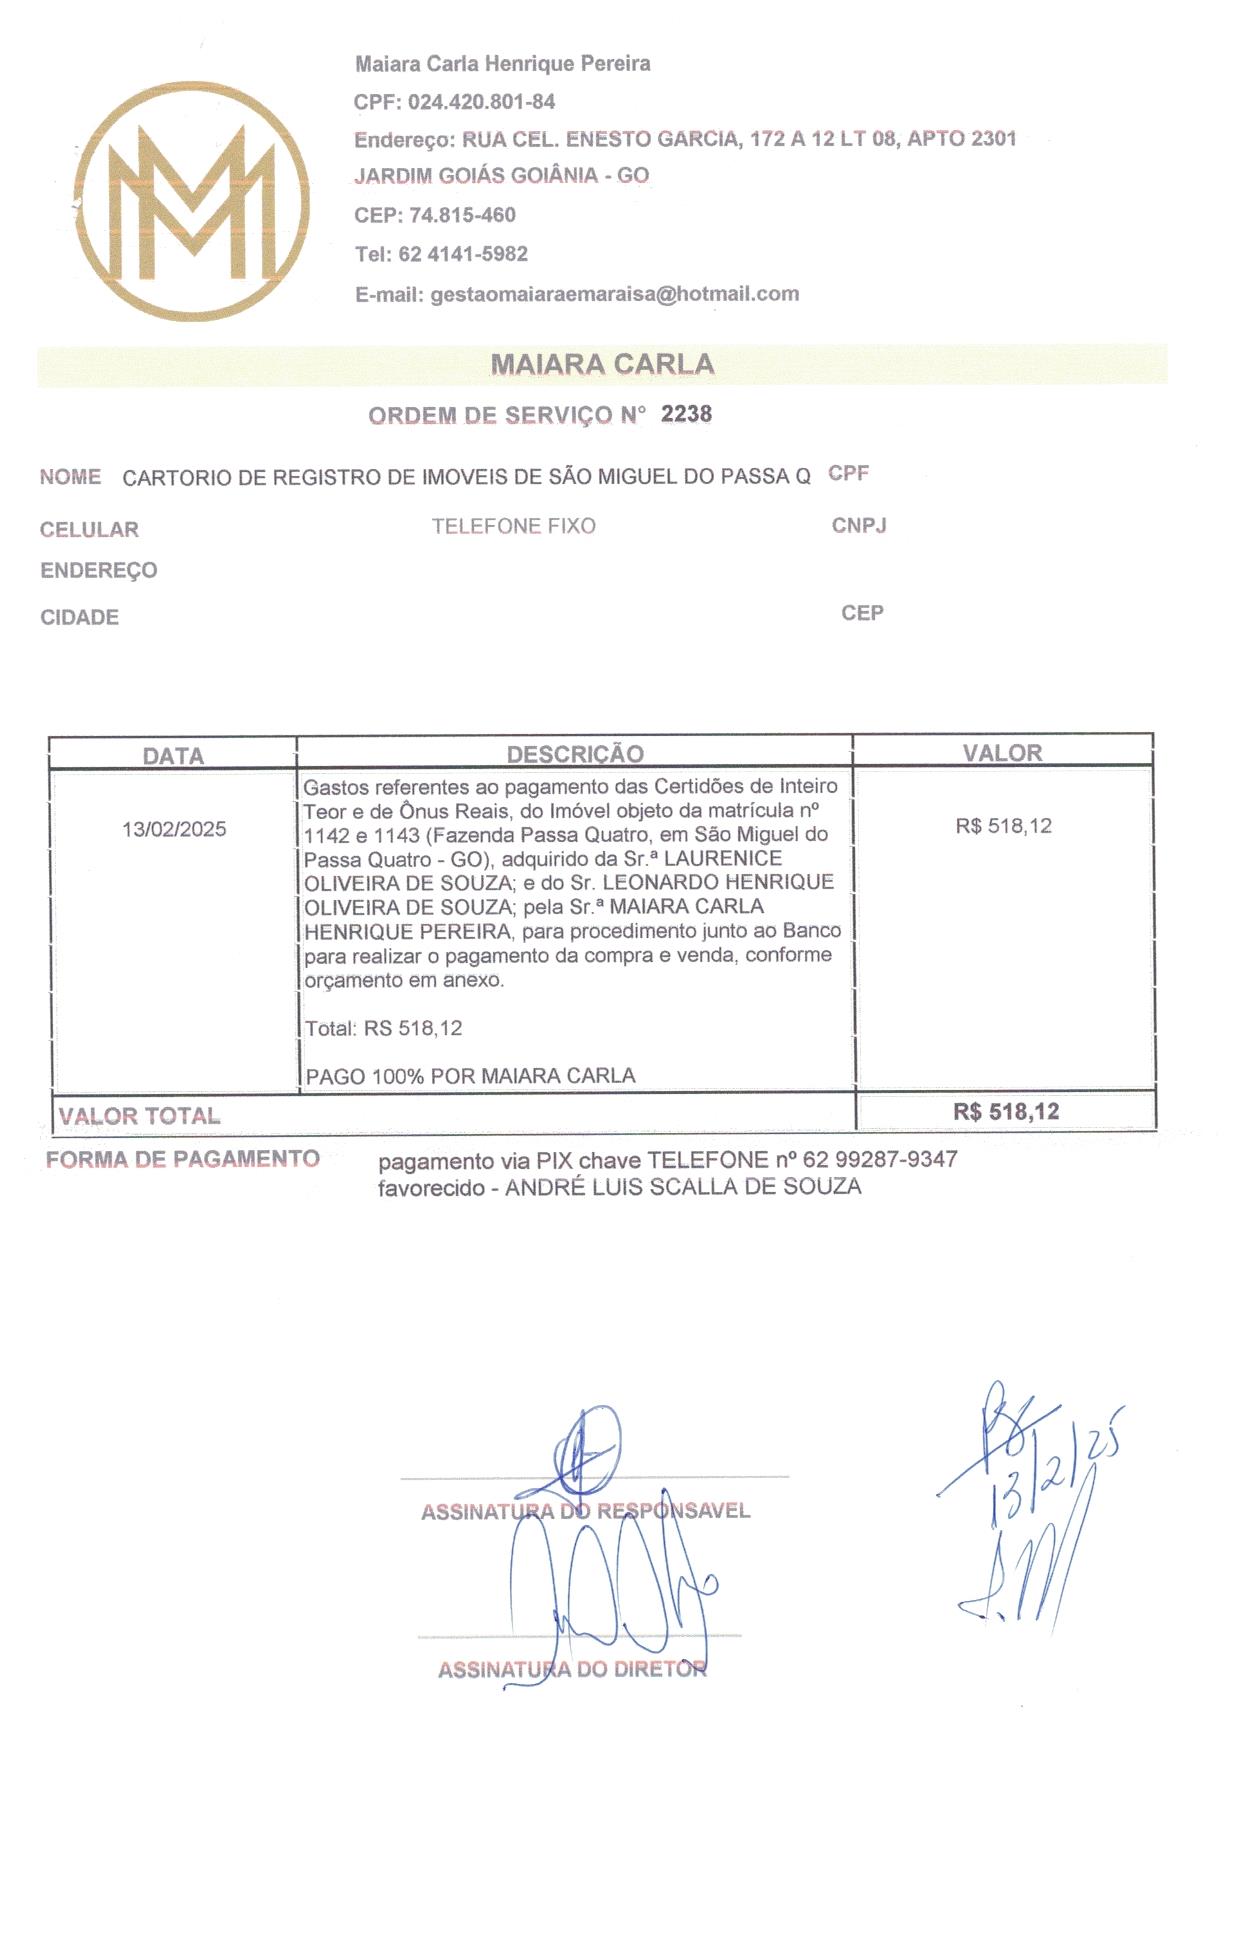 Maiara Carla Henrique Pereira
CPF: 024.420.801-84
Endereço: RUA CEL. ENESTO GARCIA, 172 A 12 LT 08, APTO 2301
JARDIM GOIÁS GOIÂNIA - GO
CEP: 74.815-460
Tel: 62 4141-5982
E-mail: gestaomaiaraemaraisa@hotmail.com
MAIARA CARLA
ORDEM DE SERVIÇO N° 2238
NOME CARTORIO DE REGISTRO DE IMOVEIS DE SÃO MIGUEL DO PASSA Q CPF
CELULAR TELEFONE FIXO CNPJ
ENDEREÇO
CIDADE CEP
DATA DESCRIÇÃO VALOR
Gastos referentes ao pagamento das Certidões de Inteiro
Teor e de Ônus Reais, do Imóvel objeto da matrícula nº
13/02/2025 1142 e 1143 (Fazenda Passa Quatro, em São Miguel do R$ 518,12
Passa Quatro - GO), adquirido da Sr.ª LAURENICE
OLIVEIRA DE SOUZA; e do Sr. LEONARDO HENRIQUE
OLIVEIRA DE SOUZA; pela Sr.ª MAIARA CARLA
HENRIQUE PEREIRA, para procedimento junto ao Banco
para realizar o pagamento da compra e venda, conforme
orçamento em anexo.
Total: RS 518,12
PAGO 100% POR MAIARA CARLA
VALOR TOTAL R$ 518,12
FORMA DE PAGAMENTO pagamento via PIX chave TELEFONE nº 62 99287-9347
favorecido - ANDRÉ LUIS SCALLA DE SOUZA
13/2/25
ASSINATURA DO RESPONSAVEL
ASSINATURA DO DIRETOR